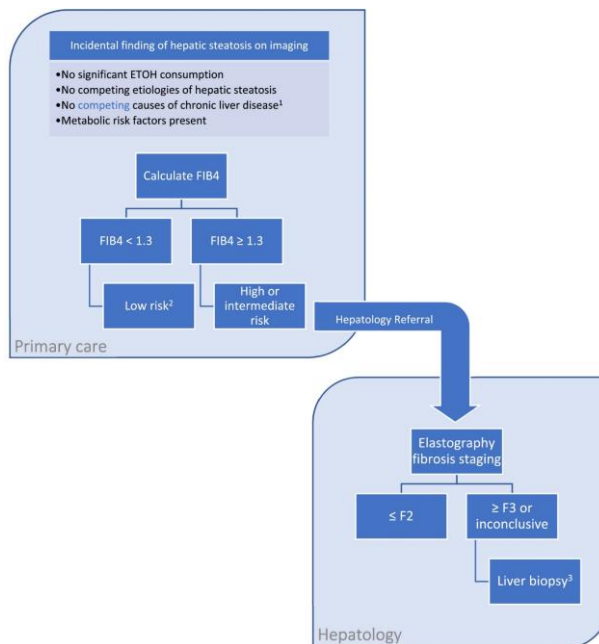 Incidental finding of hepatic steatosis on imaging
•No significant ETOH consumption
•No competing etiologies of hepatic steatosis
•No competing causes of chronic liver disease¹
•Metabolic risk factors present
Calculate FIB4
FIB4 < 1.3
FIB4 ≥ 1.3
Low risk²
High or
intermediate
risk
Hepatology Referral
Primary care
Elastography
fibrosis staging
≤ F2
≥ F3 or
inconclusive
Liver biopsy³
Hepatology